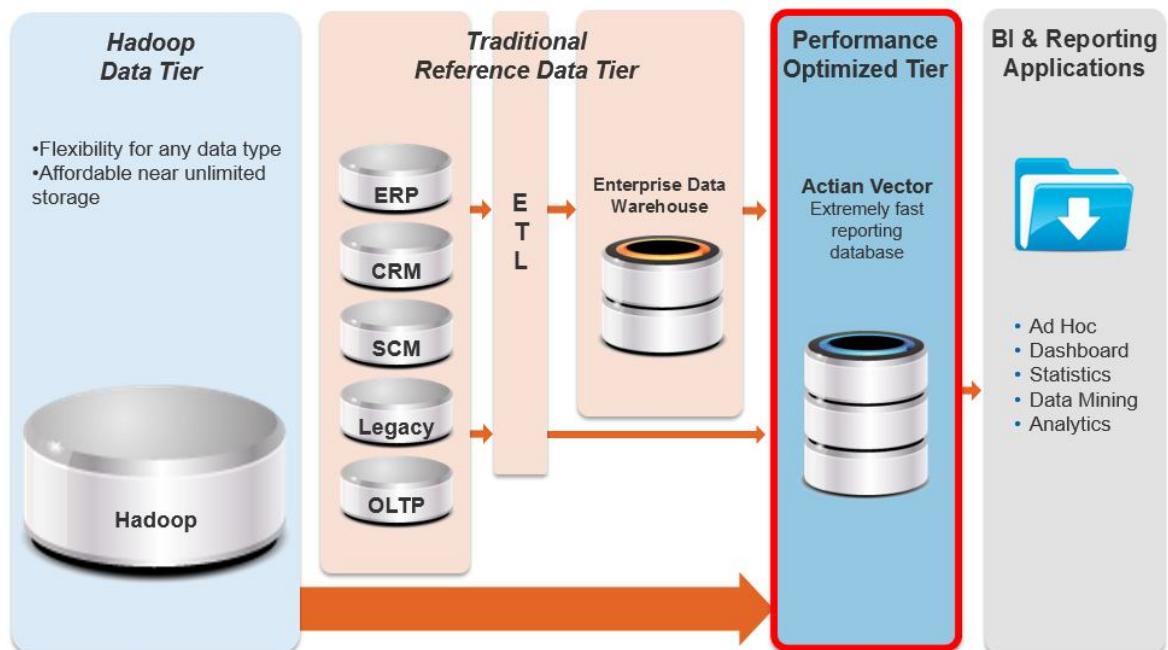 Hadoop
Data Tier
•Flexibility for any data type
•Affordable near unlimited
storage
Hadoop
Traditional
Reference Data Tier
ERP
CRM
SCM
Legacy
OLTP
E
T
L
Enterprise Data
Warehouse
Performance
Optimized Tier
Actian Vector
Extremely fast
reporting
database
BI & Reporting
Applications
• Ad Hoc
• Dashboard
• Statistics
• Data Mining
• Analytics